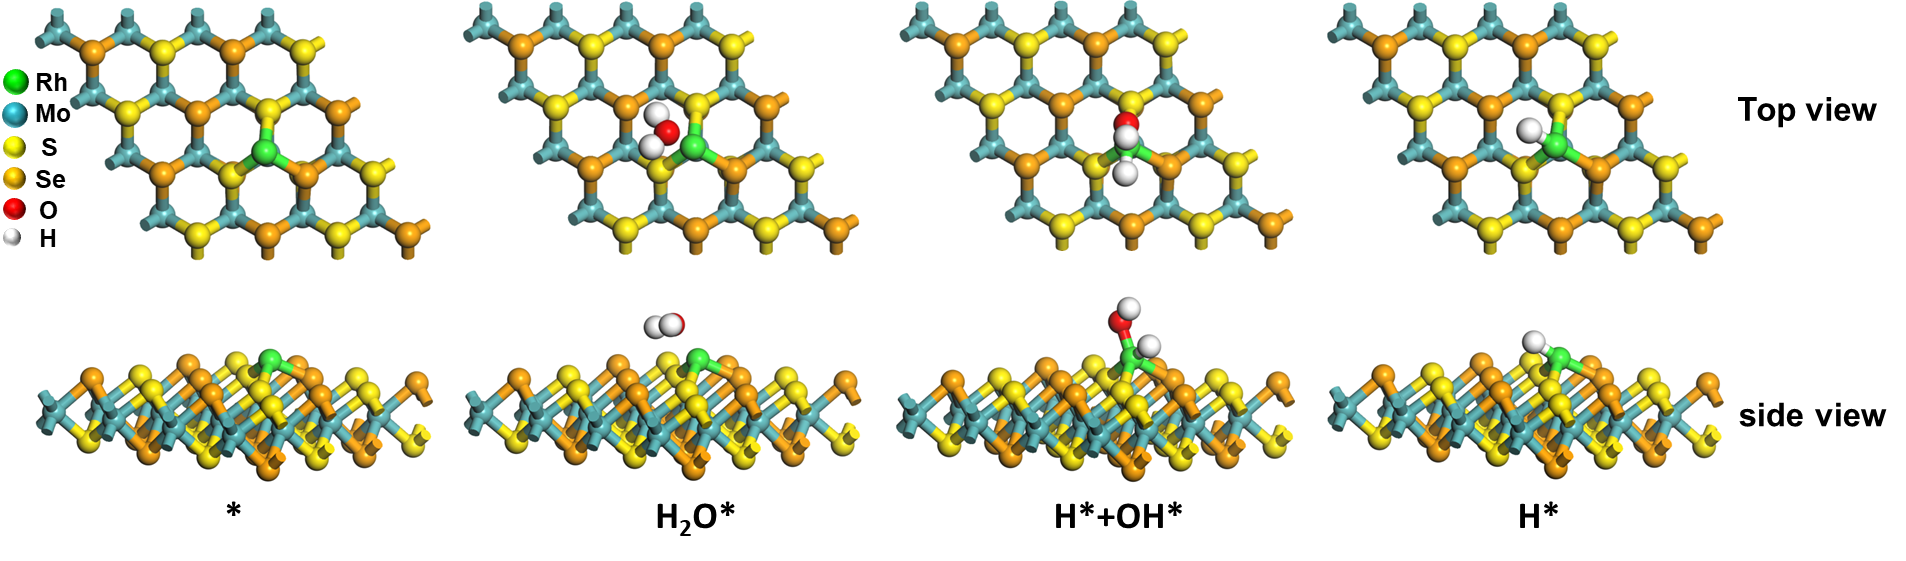 Rh
Mo
S
Se
O
H
Top view
side view
*
H₂O*
H*+OH*
H*